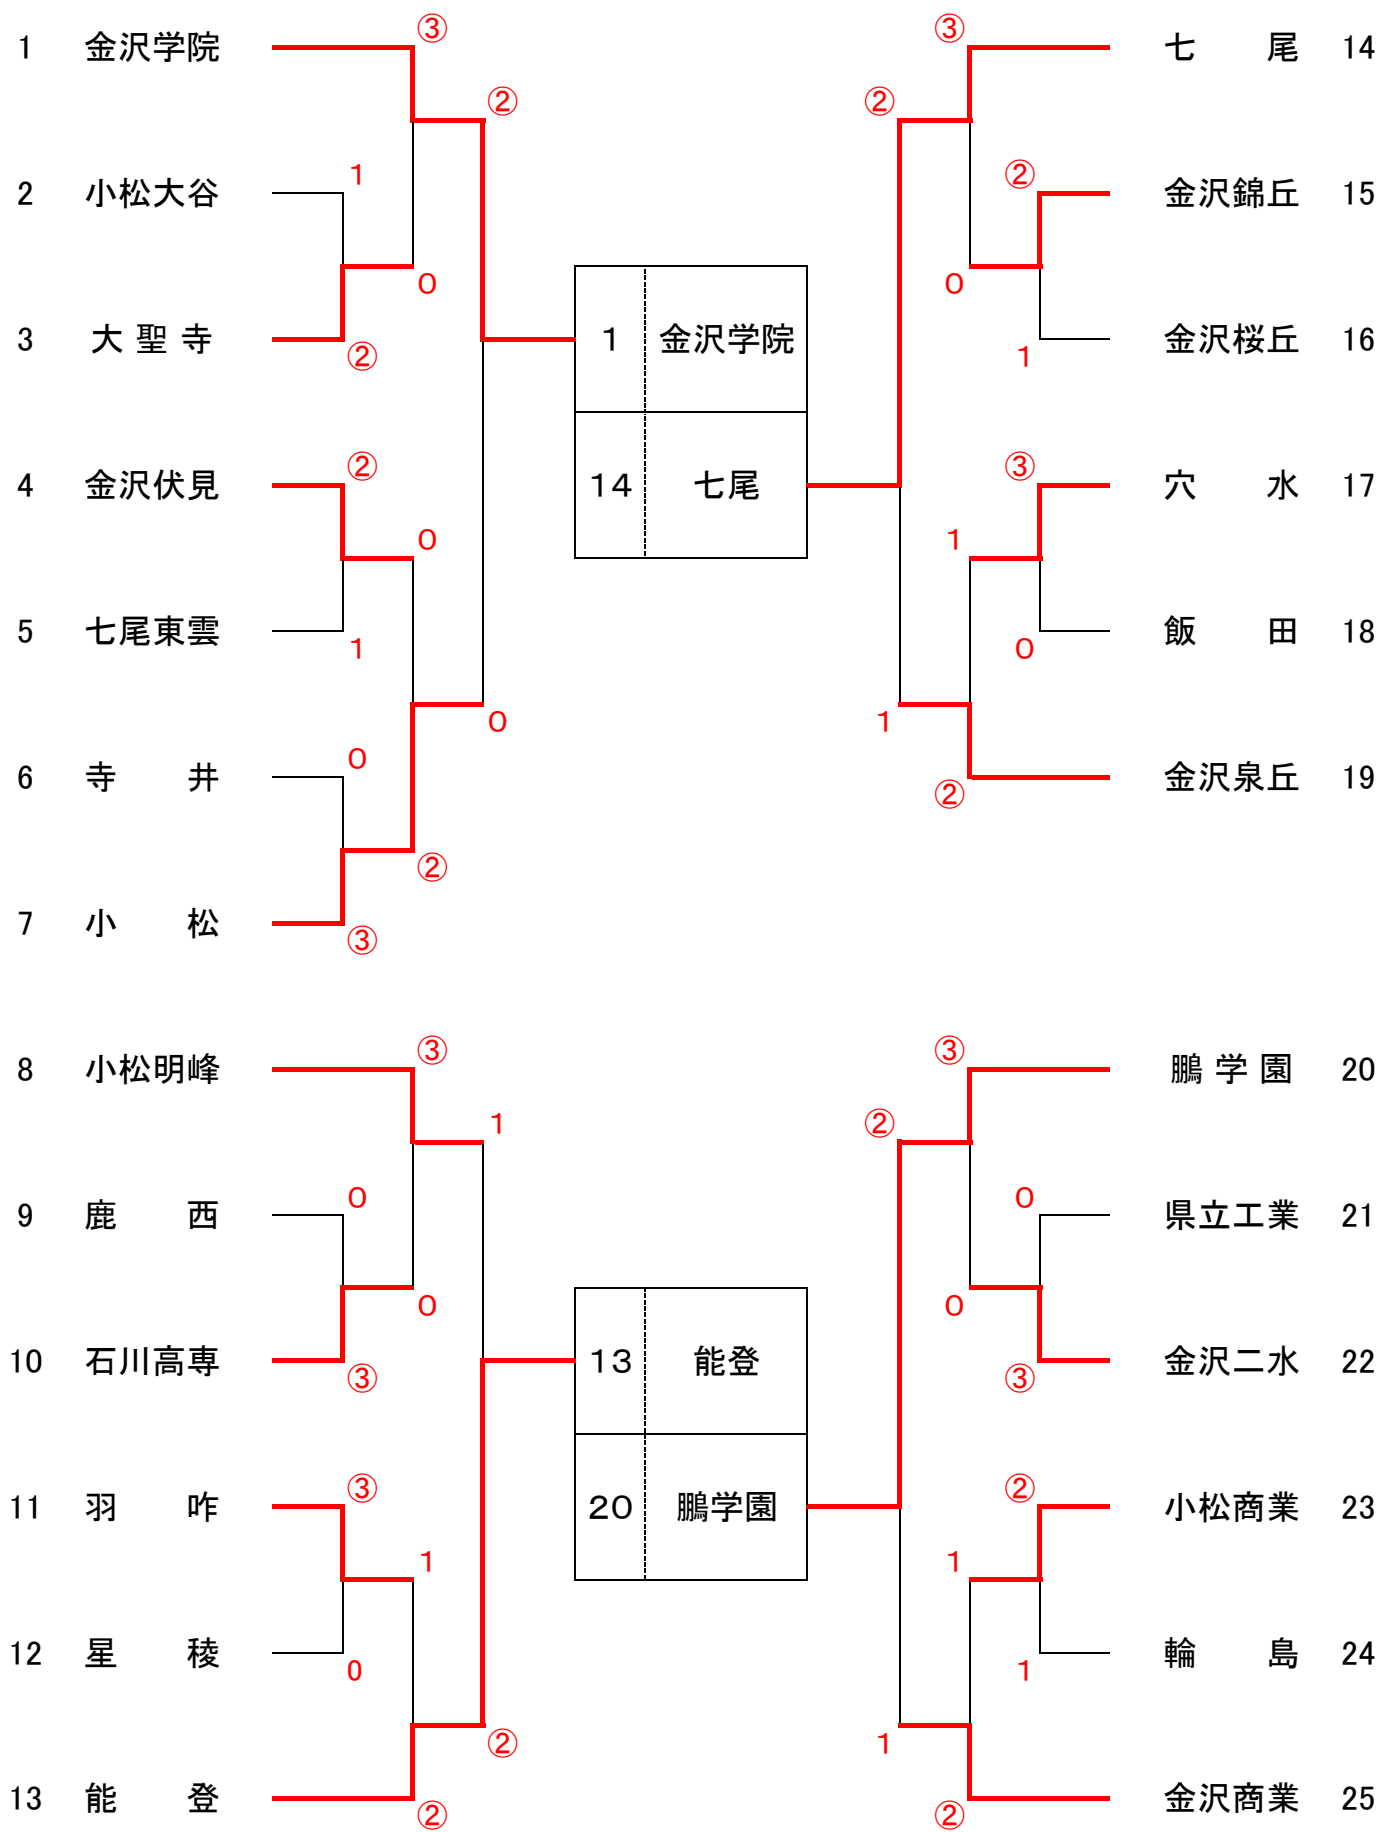 ③ ③
1 金沢学院 七 尾 14
② ②
1 ②
2 小松大谷 金沢錦丘 15
0 0
3 大 聖 寺 1 金沢学院 金沢桜丘 16
② 1
② ③
4 金沢伏見 14 七尾 穴 水 17
0 1
5 七尾東雲 飯 田 18
1 0
0 1
0
6 寺 井 金沢泉丘 19
②
②
7 小 松
③
③ ③
8 小松明峰 鵬 学 園 20
1 ②
0 0
9 鹿 西 県立工業 21
0 0
10 石川高専 13 能登 金沢二水 22
③ ③
③ ②
11 羽 咋 20 鵬学園 小松商業 23
1 1
12 星 稜 輪 島 24
0 1
② 1
13 能 登 金沢商業 25
② ②